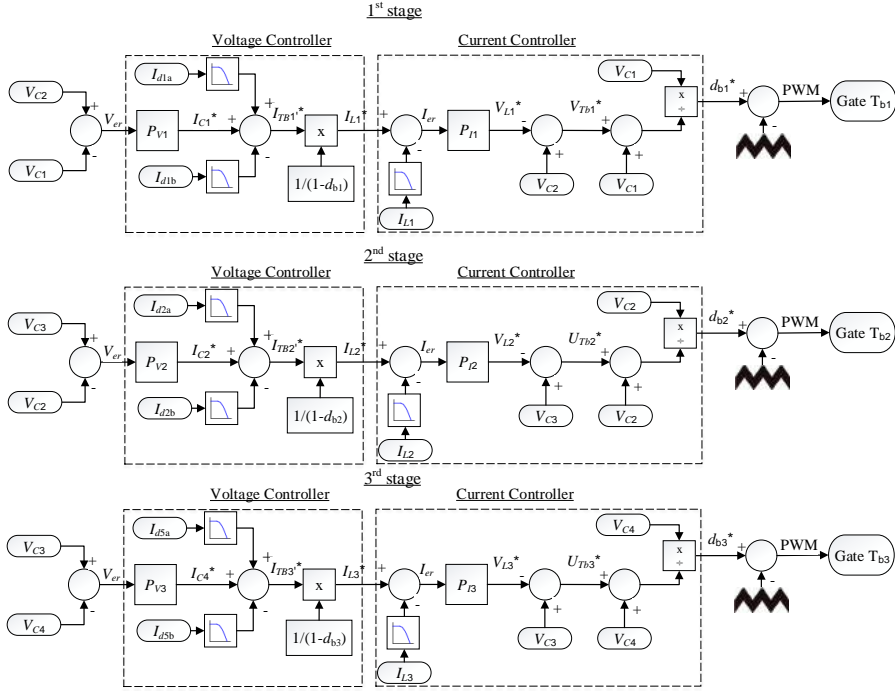 1st stage
Voltage Controller
Current Controller
VC2
+
VC1
-
Ver
PV1
IC1*
+
Id1a
+
Id1b
-
ITB1'*
x
1/(1-db1)
IL1*
+
-
Ier
IL1
PI1
VL1*
-
VC2
+
VTb1*
+
VC1
+
VC1
x
÷
db1*
+
-
PWM
Gate Tb1
2nd stage
Voltage Controller
Current Controller
VC3
+
VC2
-
Ver
PV2
IC2*
+
Id2a
+
Id2b
-
ITB2'*
x
1/(1-db2)
IL2*
+
-
Ier
IL2
PI2
VL2*
-
VC3
+
UTb2*
+
VC2
+
VC2
x
÷
db2*
+
-
PWM
Gate Tb2
3rd stage
Voltage Controller
Current Controller
VC3
+
VC4
-
Ver
PV3
IC4*
+
Id5a
+
Id5b
-
ITB3'*
x
1/(1-db3)
IL3*
+
-
Ier
IL3
PI3
VL3*
-
VC3
+
UTb3*
+
VC4
+
VC4
x
÷
db3*
+
-
PWM
Gate Tb3